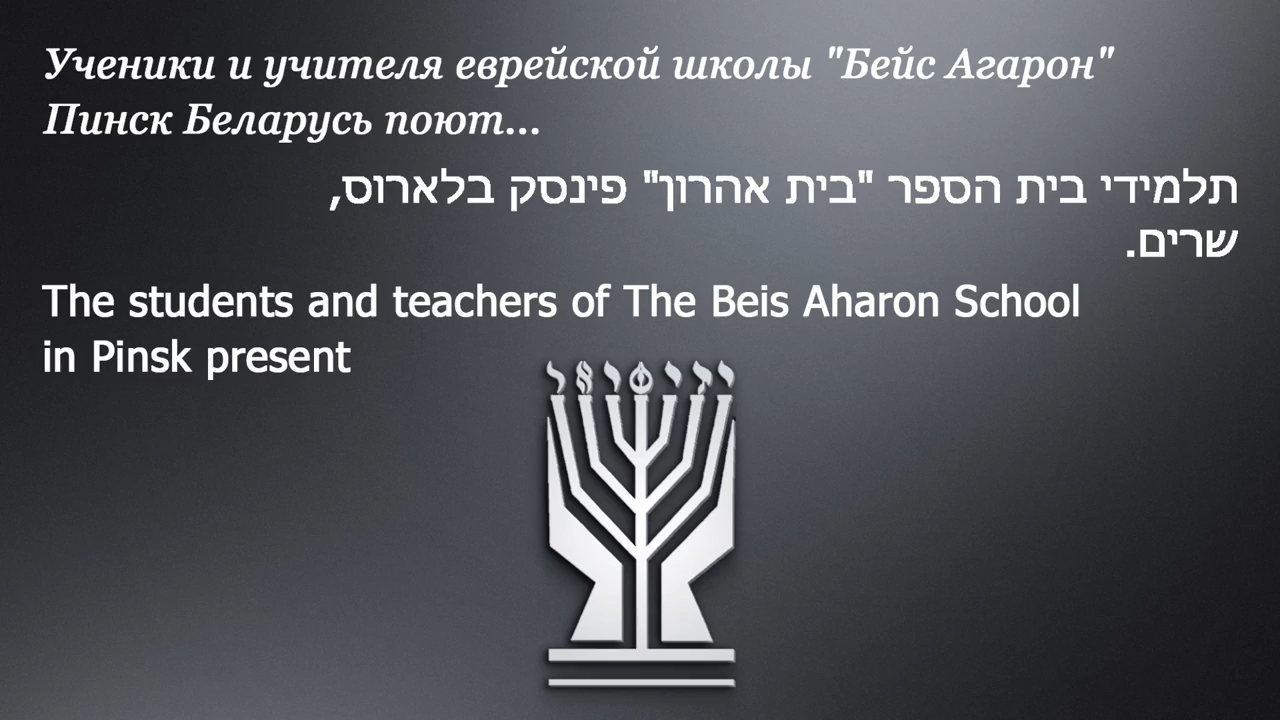 Ученики и учителя еврейской школы "Бейс Агарон"
Пинск Беларусь поют...
תלמידי בית הספר "בית אהרון" פינסק בלארוס,
שרים.
The students and teachers of The Beis Aharon School
in Pinsk present